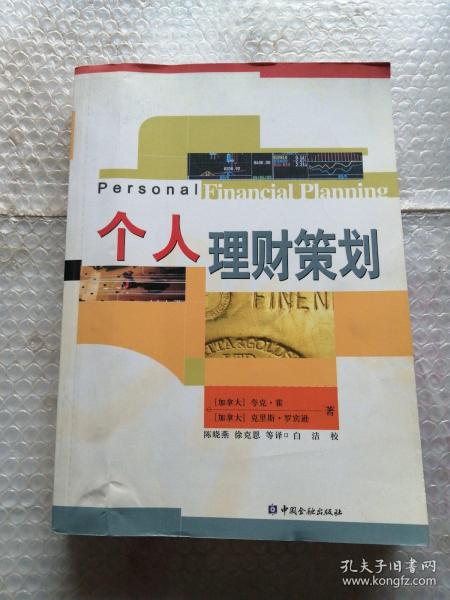 Personal Financial Planning
个人理财策划
FINEN
[加拿大] 夸克·霍
[加拿大] 克里斯·罗宾逊
著
陈晓燕 徐克恩 等译 白 洁 校
中国金融出版社
孔夫子旧书网
www.kongfz.com